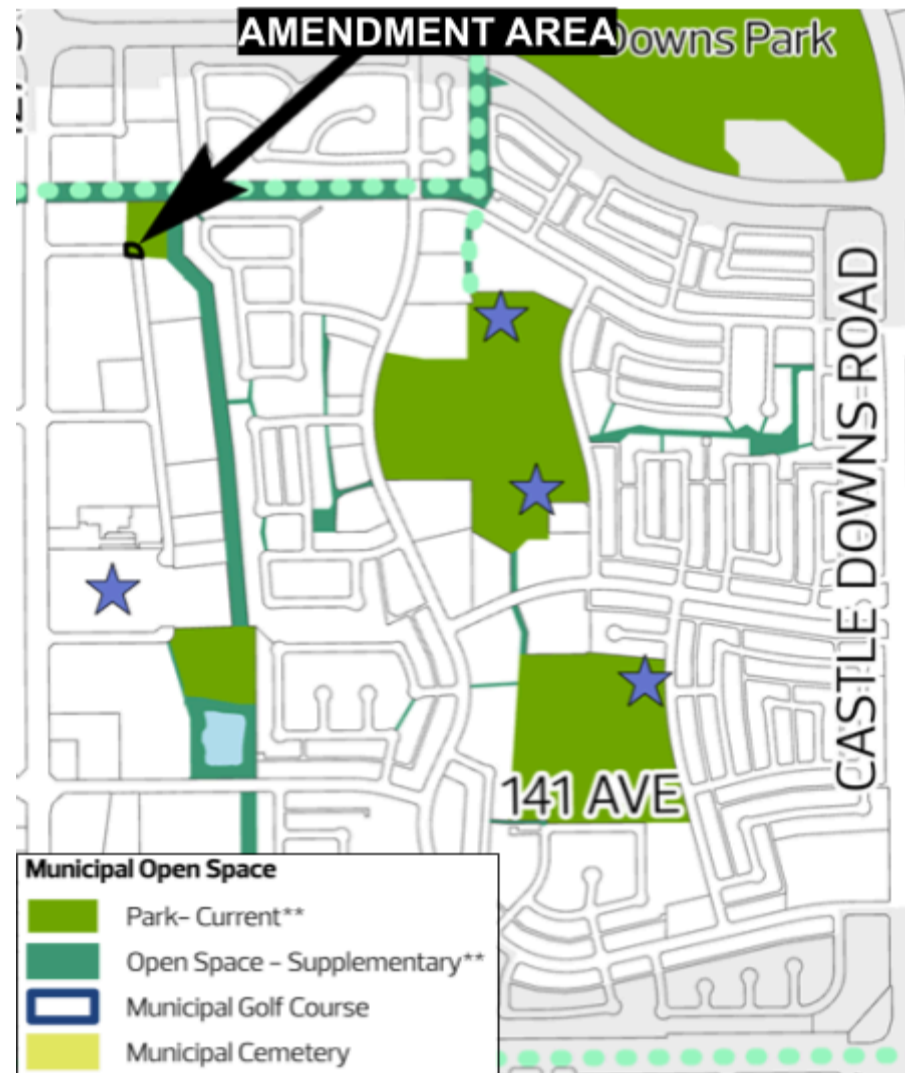 AMENDMENT AREA
Downs Park
CASTLE DOWNS ROAD
141 AVE
Municipal Open Space
Park- Current**
Open Space - Supplementary**
Municipal Golf Course
Municipal Cemetery